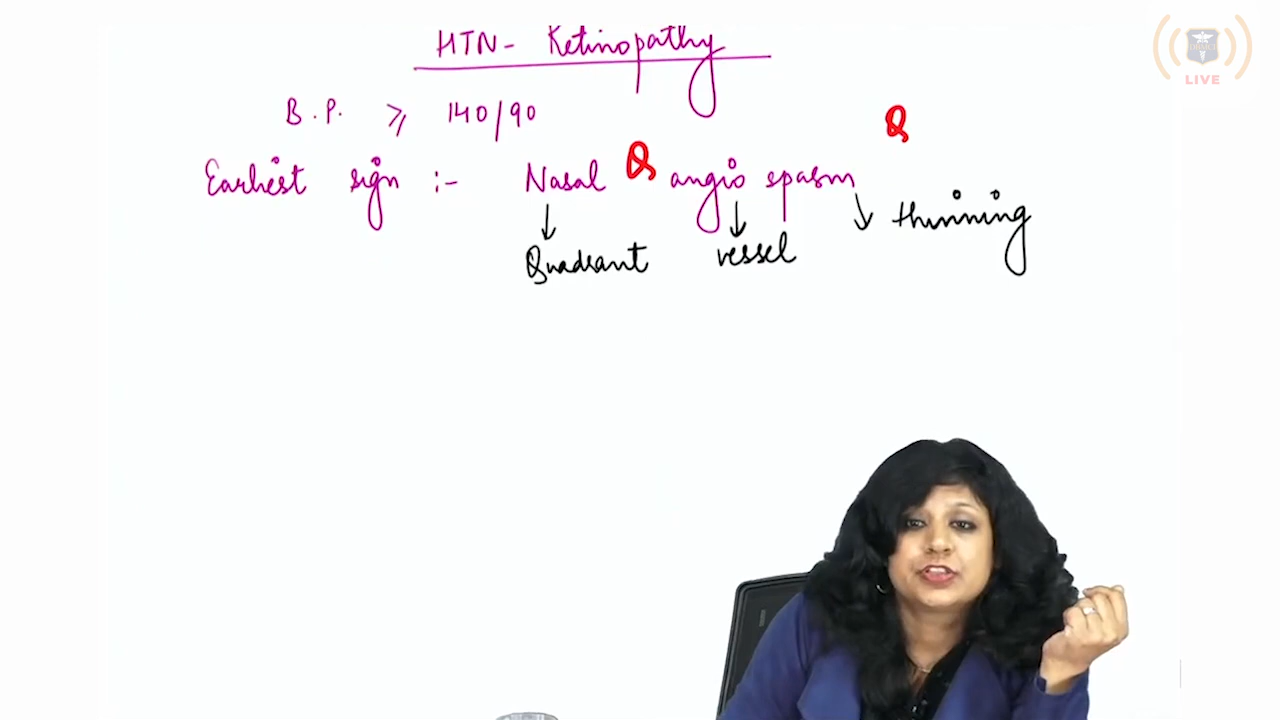 HTN - Retinopathy
B.P. ⩾ 140/90
Earliest sign :- Nasal Q angio spasm Q
↓ Quadrant ↓ vessel ↓ thinning
LIVE